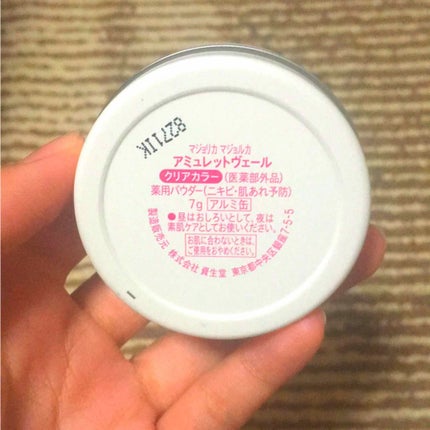 8271IK
マジョリカ マジョルカ
アミュレットヴェール
クリアカラー (医薬部外品)
薬用パウダー(ニキビ・肌あれ予防)
7g アルミ缶
●昼はおしろいとして、夜は
素肌ケアとしてお使いください。
お肌に合わないときは、
ご使用をおやめください。
製造販売元 株式会社 資生堂 東京都中央区銀座7-5-5